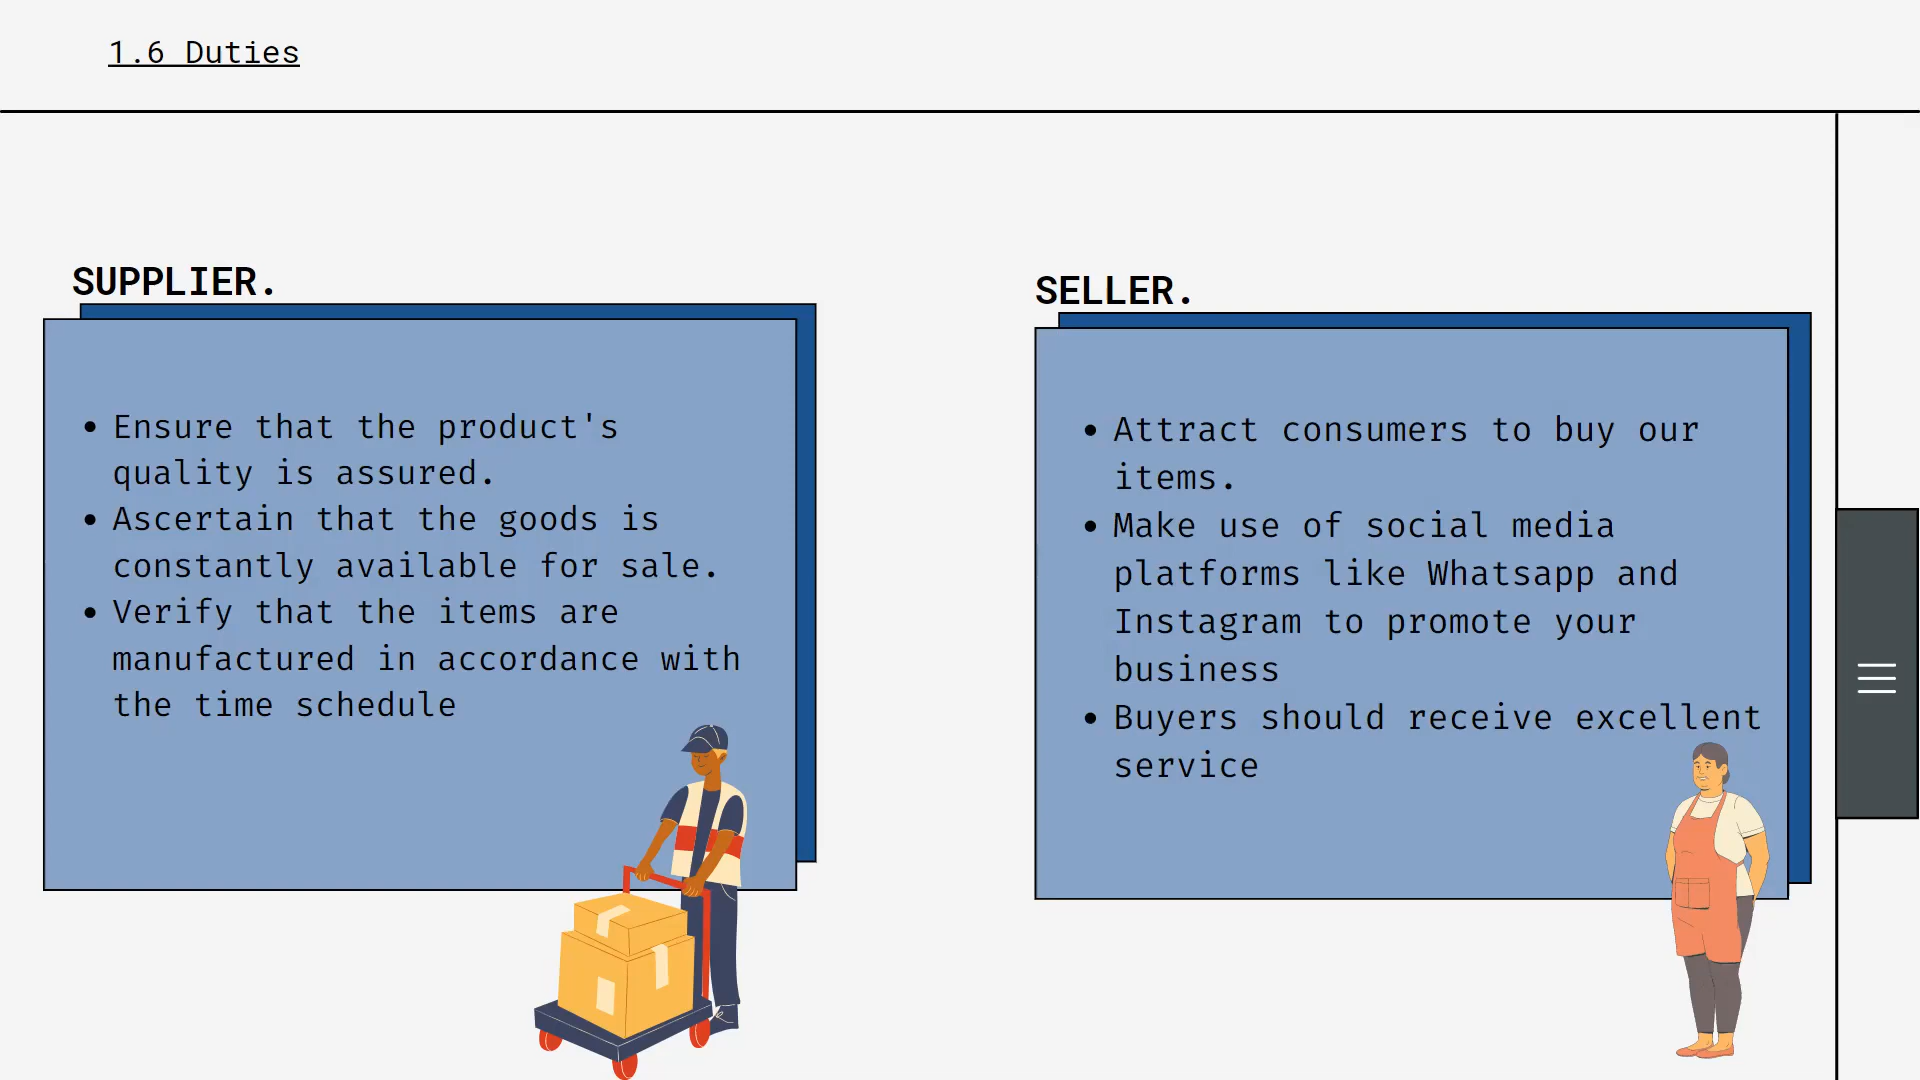 1.6 Duties
SUPPLIER.
• Ensure that the product's
quality is assured.
• Ascertain that the goods is
constantly available for sale.
• Verify that the items are
manufactured in accordance with
the time schedule
SELLER.
• Attract consumers to buy our
items.
• Make use of social media
platforms like Whatsapp and
Instagram to promote your
business
• Buyers should receive excellent
service